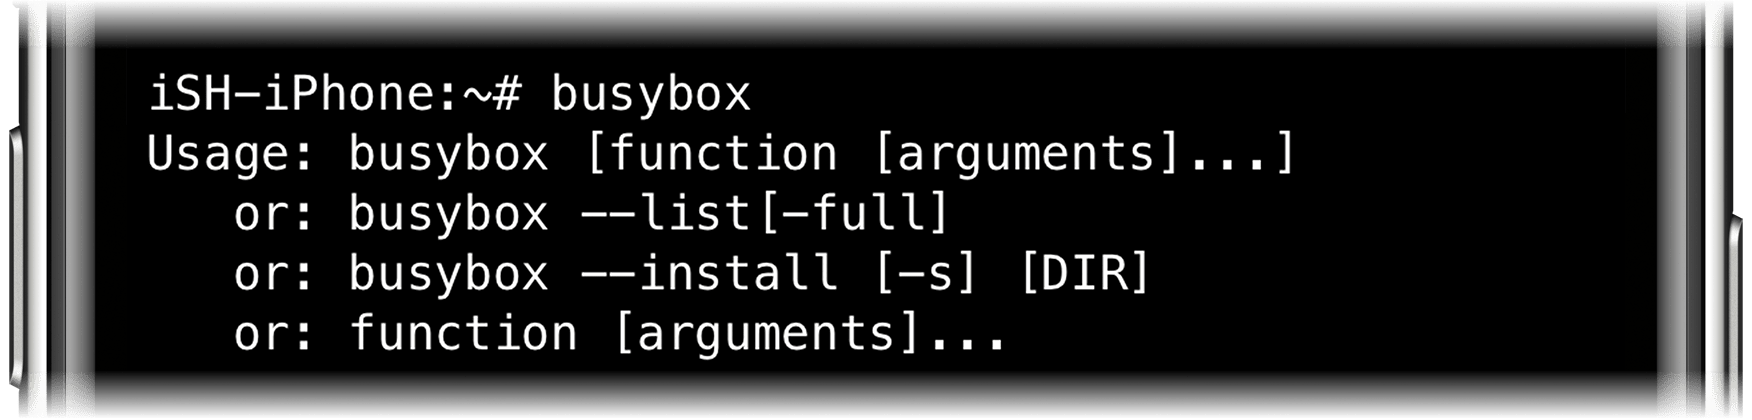 iSH-iPhone:~# busybox
Usage: busybox [function [arguments]...]
   or: busybox --list[-full]
   or: busybox --install [-s] [DIR]
   or: function [arguments]...